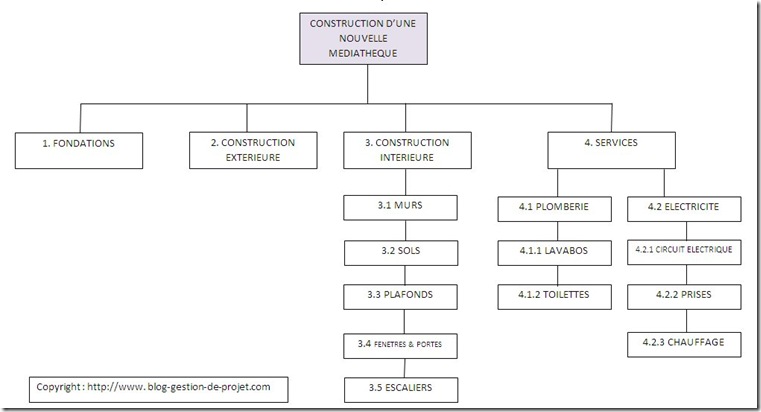 CONSTRUCTION D'UNE
NOUVELLE
MEDIATHEQUE
1. FONDATIONS
2. CONSTRUCTION
EXTERIEURE
3. CONSTRUCTION
INTERIEURE
4. SERVICES
3.1 MURS
3.2 SOLS
3.3 PLAFONDS
3.4 FENETRES & PORTES
3.5 ESCALIERS
4.1 PLOMBERIE
4.1.1 LAVABOS
4.1.2 TOILETTES
4.2 ELECTRICITE
4.2.1 CIRCUIT ELECTRIQUE
4.2.2 PRISES
4.2.3 CHAUFFAGE
Copyright : http://www. blog-gestion-de-projet.com